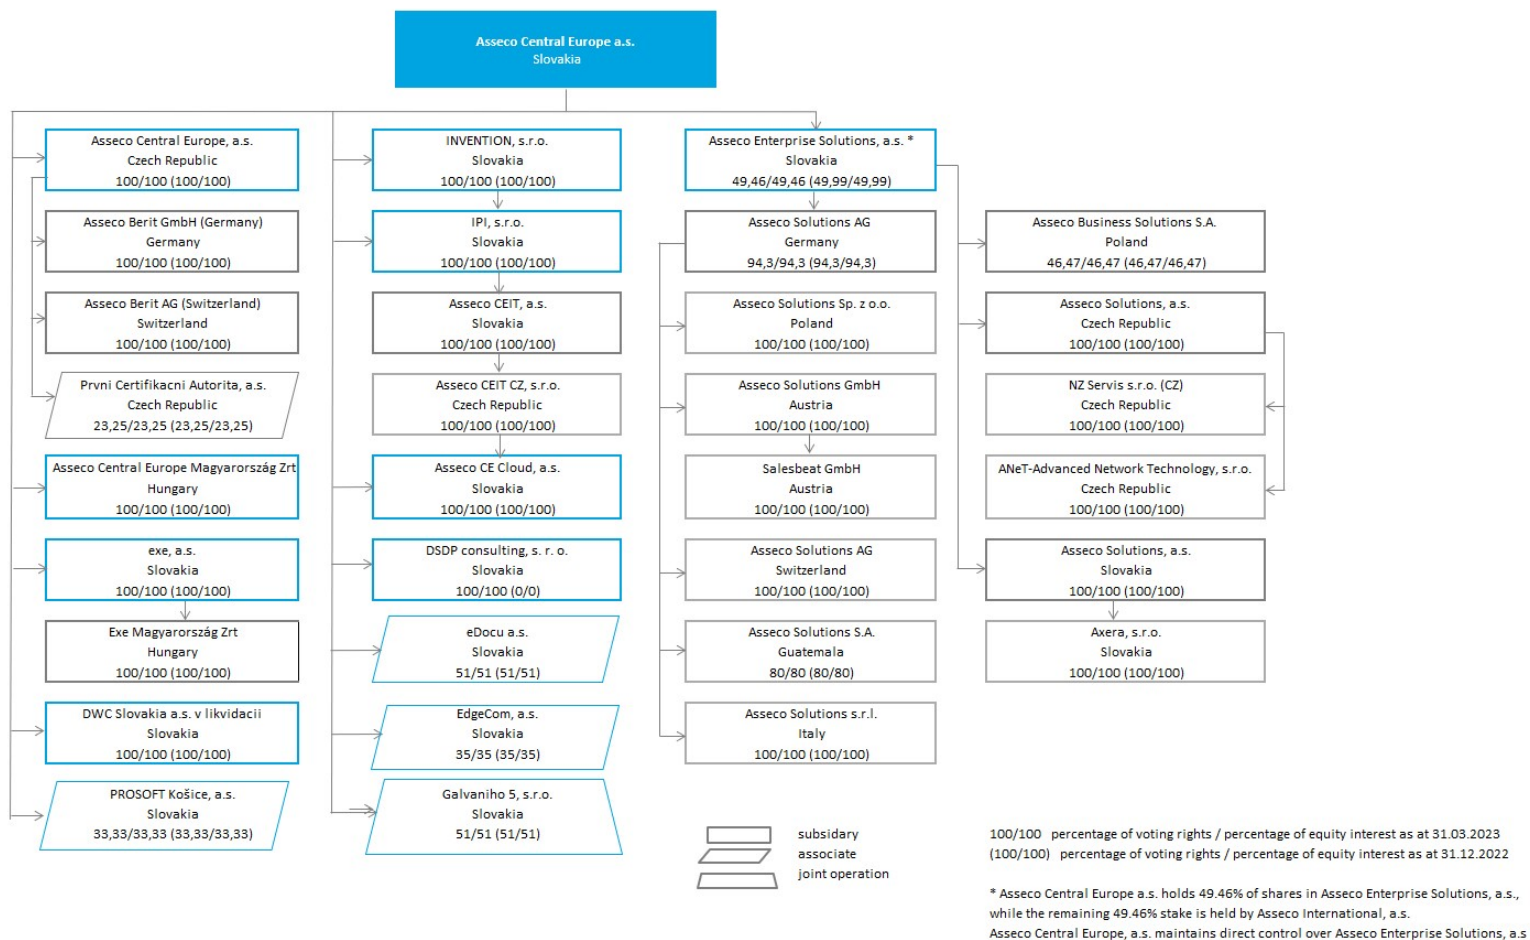 Asseco Central Europe a.s.
Slovakia
Asseco Central Europe, a.s.
Czech Republic
100/100 (100/100)
Asseco Berit GmbH (Germany)
Germany
100/100 (100/100)
Asseco Berit AG (Switzerland)
Switzerland
100/100 (100/100)
Prvni Certifikacni Autorita, a.s.
Czech Republic
23,25/23,25 (23,25/23,25)
Asseco Central Europe Magyarország Zrt
Hungary
100/100 (100/100)
exe, a.s.
Slovakia
100/100 (100/100)
Exe Magyarország Zrt
Hungary
100/100 (100/100)
DWC Slovakia a.s. v likvidacii
Slovakia
100/100 (100/100)
PROSOFT Košice, a.s.
Slovakia
33,33/33,33 (33,33/33,33)
INVENTION, s.r.o.
Slovakia
100/100 (100/100)
IPI, s.r.o.
Slovakia
100/100 (100/100)
Asseco CEIT, a.s.
Slovakia
100/100 (100/100)
Asseco CEIT CZ, s.r.o.
Czech Republic
100/100 (100/100)
Asseco CE Cloud, a.s.
Slovakia
100/100 (100/100)
DSDP consulting, s. r. o.
Slovakia
100/100 (0/0)
eDocu a.s.
Slovakia
51/51 (51/51)
EdgeCom, a.s.
Slovakia
35/35 (35/35)
Galvaniho 5, s.r.o.
Slovakia
51/51 (51/51)
Asseco Enterprise Solutions, a.s. *
Slovakia
49,46/49,46 (49,99/49,99)
Asseco Solutions AG
Germany
94,3/94,3 (94,3/94,3)
Asseco Solutions Sp. z o.o.
Poland
100/100 (100/100)
Asseco Solutions GmbH
Austria
100/100 (100/100)
Salesbeat GmbH
Austria
100/100 (100/100)
Asseco Solutions AG
Switzerland
100/100 (100/100)
Asseco Solutions S.A.
Guatemala
80/80 (80/80)
Asseco Solutions s.r.l.
Italy
100/100 (100/100)
Asseco Business Solutions S.A.
Poland
46,47/46,47 (46,47/46,47)
Asseco Solutions, a.s.
Czech Republic
100/100 (100/100)
NZ Servis s.r.o. (CZ)
Czech Republic
100/100 (100/100)
ANeT-Advanced Network Technology, s.r.o.
Czech Republic
100/100 (100/100)
Asseco Solutions, a.s.
Slovakia
100/100 (100/100)
Axera, s.r.o.
Slovakia
100/100 (100/100)
subsidary
associate
joint operation
100/100 percentage of voting rights / percentage of equity interest as at 31.03.2023
(100/100) percentage of voting rights / percentage of equity interest as at 31.12.2022
* Asseco Central Europe a.s. holds 49.46% of shares in Asseco Enterprise Solutions, a.s.,
while the remaining 49.46% stake is held by Asseco International, a.s.
Asseco Central Europe, a.s. maintains direct control over Asseco Enterprise Solutions, a.s